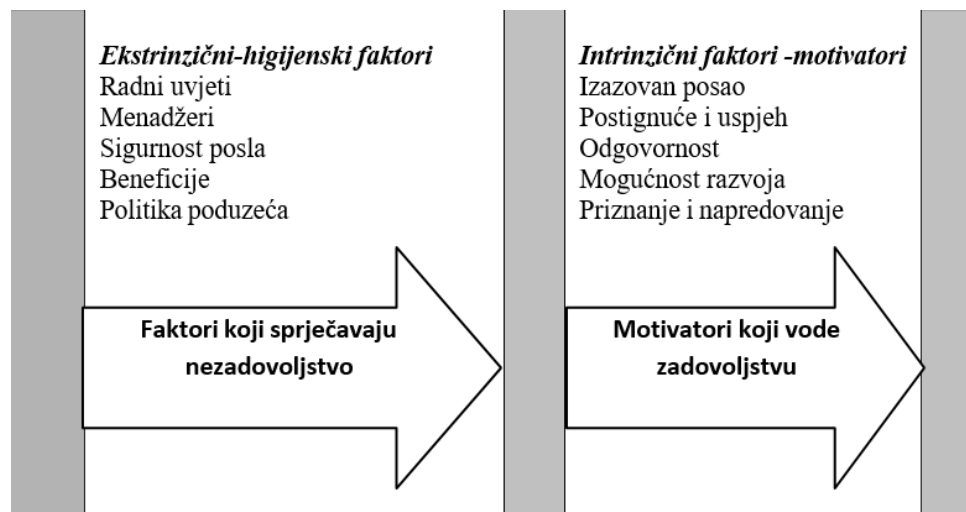 Ekstrinzični-higijenski faktori
Radni uvjeti
Menadžeri
Sigurnost posla
Beneficije
Politika poduzeća
Faktori koji sprječavaju
nezadovoljstvo
Intrinzični faktori -motivatori
Izazovan posao
Postignuće i uspjeh
Odgovornost
Mogućnost razvoja
Priznanje i napredovanje
Motivatori koji vode
zadovoljstvu